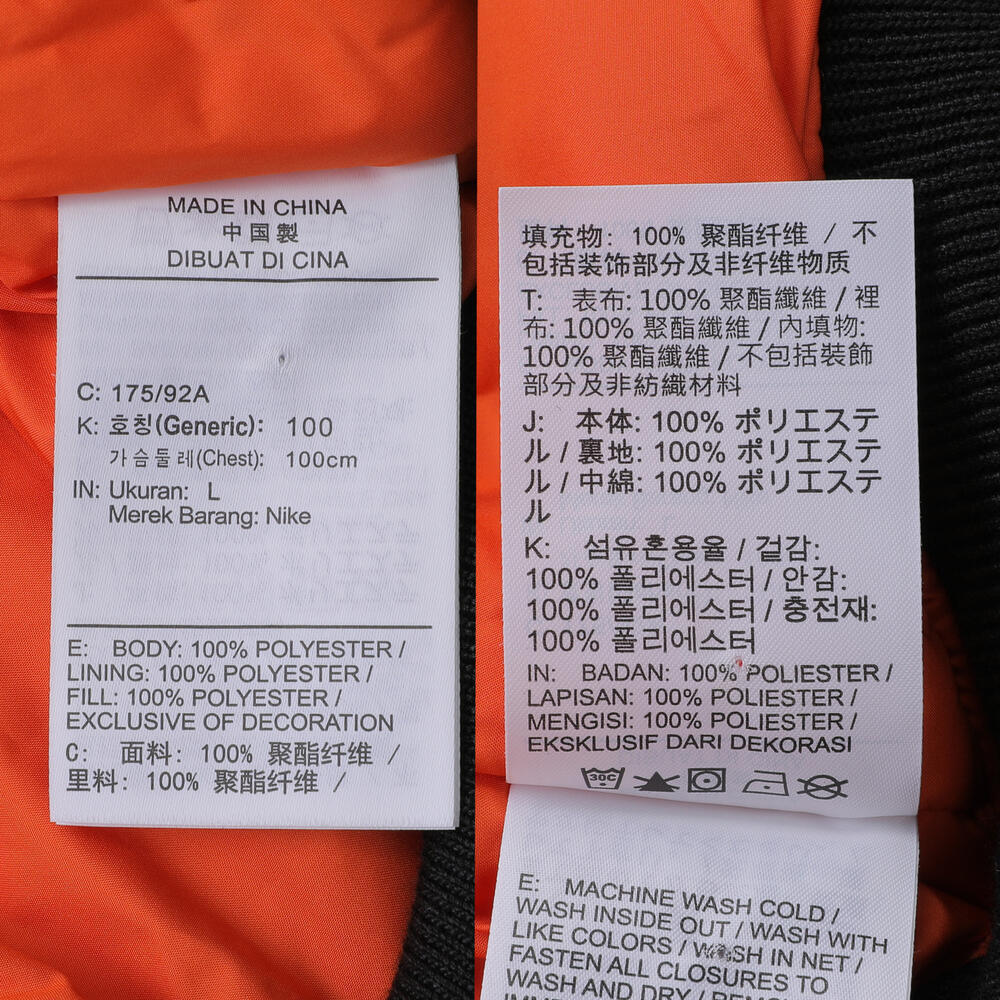 MADE IN CHINA
中国製
DIBUAT DI CINA
C: 175/92A
K: 호칭(Generic): 100
가슴둘레(Chest): 100cm
IN: Ukuran: L
Merek Barang: Nike
E: BODY: 100% POLYESTER /
LINING: 100% POLYESTER /
FILL: 100% POLYESTER /
EXCLUSIVE OF DECORATION
C: 面料: 100% 聚酯纤维 /
里料: 100% 聚酯纤维 /
填充物: 100% 聚酯纤维 / 不
包括装饰部分及非纤维物质
T: 表布: 100% 聚酯纖維 / 裡
布: 100% 聚酯纖維 / 內填物:
100% 聚酯纖維 / 不包括裝飾
部分及非紡織材料
J: 本体: 100% ポリエステ
ル / 裏地: 100% ポリエステ
ル / 中綿: 100% ポリエステ
ル
K: 섬유혼용율 / 겉감:
100% 폴리에스터 / 안감:
100% 폴리에스터 / 충전재:
100% 폴리에스터
IN: BADAN: 100% POLIESTER /
LAPISAN: 100% POLIESTER /
MENGISI: 100% POLIESTER /
EKSKLUSIF DARI DEKORASI
30C
E: MACHINE WASH COLD /
WASH INSIDE OUT / WASH WITH
LIKE COLORS / WASH IN NET /
FASTEN ALL CLOSURES TO
WASH AND DRY /